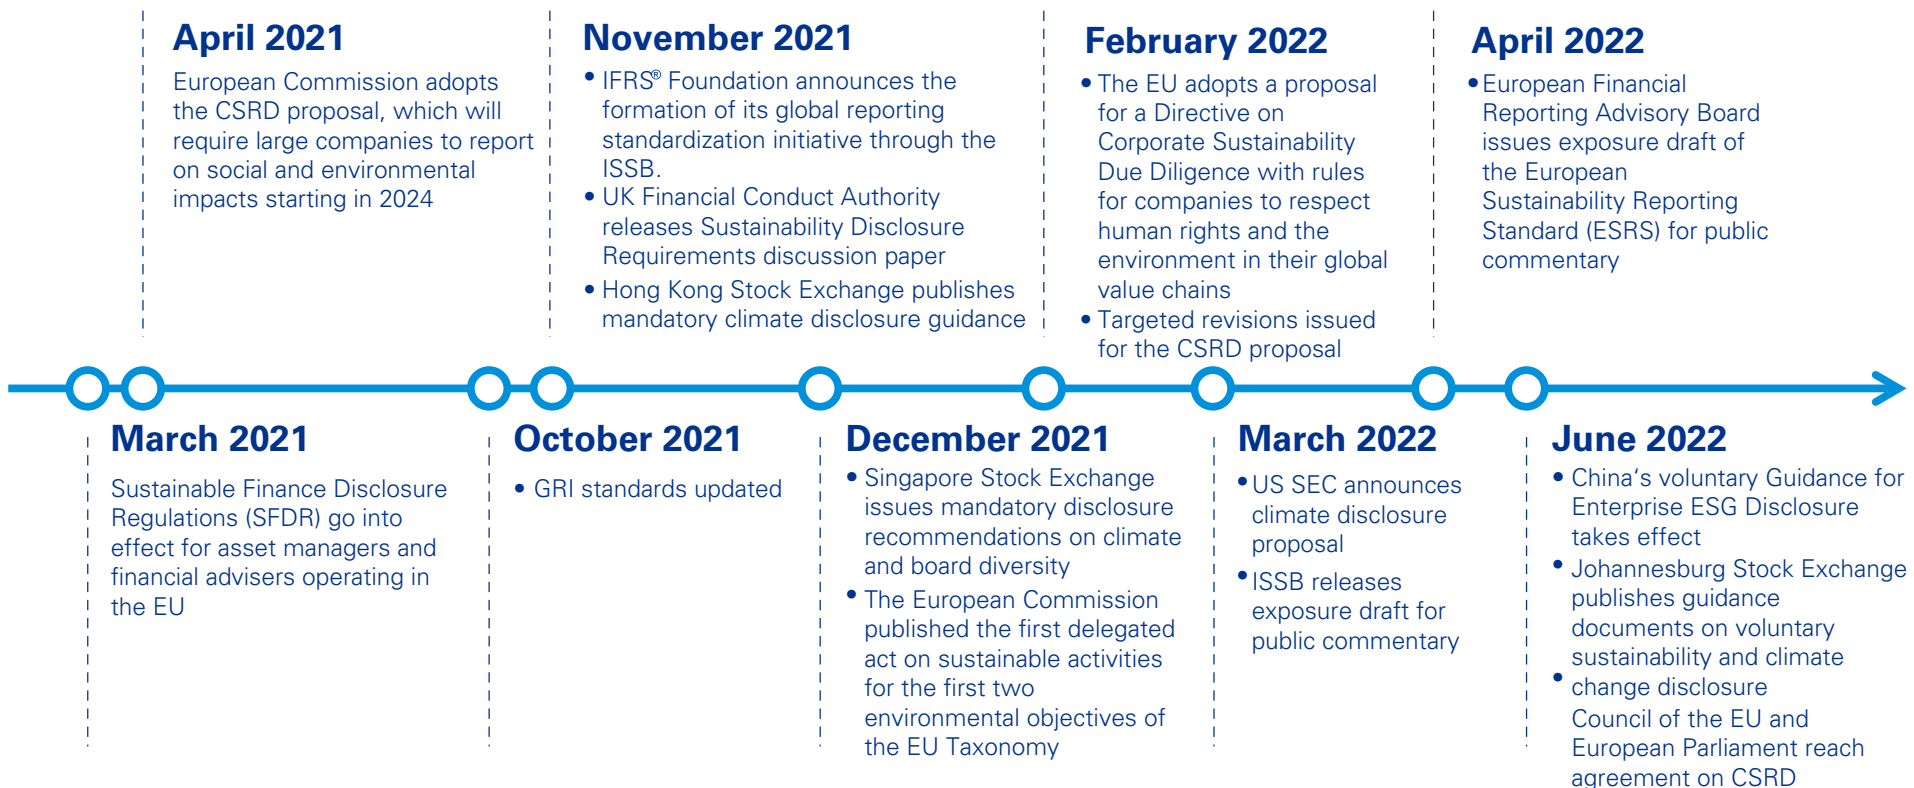 April 2021
European Commission adopts
the CSRD proposal, which will
require large companies to report
on social and environmental
impacts starting in 2024
November 2021
• IFRS® Foundation announces the
formation of its global reporting
standardization initiative through the
ISSB.
• UK Financial Conduct Authority
releases Sustainability Disclosure
Requirements discussion paper
• Hong Kong Stock Exchange publishes
mandatory climate disclosure guidance
February 2022
• The EU adopts a proposal
for a Directive on
Corporate Sustainability
Due Diligence with rules
for companies to respect
human rights and the
environment in their global
value chains
• Targeted revisions issued
for the CSRD proposal
April 2022
• European Financial
Reporting Advisory Board
issues exposure draft of
the European
Sustainability Reporting
Standard (ESRS) for public
commentary
March 2021
Sustainable Finance Disclosure
Regulations (SFDR) go into
effect for asset managers and
financial advisers operating in
the EU
October 2021
• GRI standards updated
December 2021
• Singapore Stock Exchange
issues mandatory disclosure
recommendations on climate
and board diversity
• The European Commission
published the first delegated
act on sustainable activities
for the first two
environmental objectives of
the EU Taxonomy
March 2022
• US SEC announces
climate disclosure
proposal
• ISSB releases
exposure draft for
public commentary
June 2022
• China‘s voluntary Guidance for
Enterprise ESG Disclosure
takes effect
• Johannesburg Stock Exchange
publishes guidance
documents on voluntary
sustainability and climate
• change disclosure
Council of the EU and
European Parliament reach
agreement on CSRD